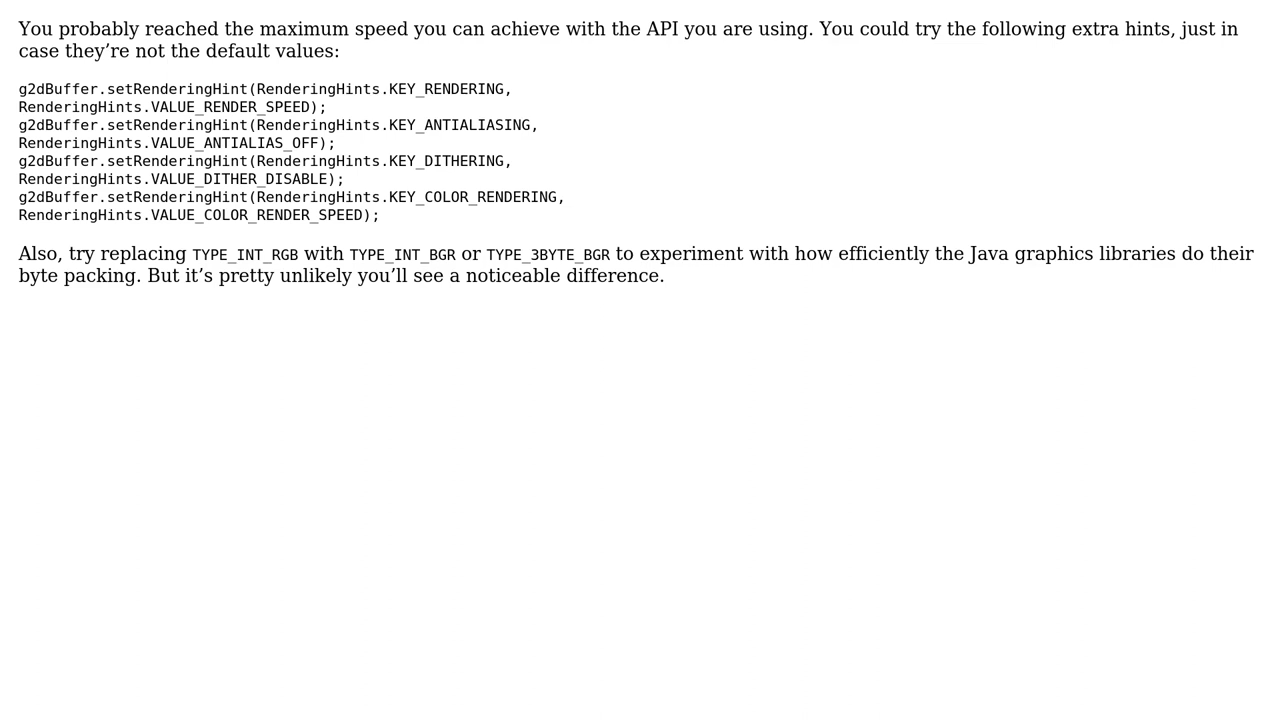 You probably reached the maximum speed you can achieve with the API you are using. You could try the following extra hints, just in
case they’re not the default values:
g2dBuffer.setRenderingHint(RenderingHints.KEY_RENDERING,
RenderingHints.VALUE_RENDER_SPEED);
g2dBuffer.setRenderingHint(RenderingHints.KEY_ANTIALIASING,
RenderingHints.VALUE_ANTIALIAS_OFF);
g2dBuffer.setRenderingHint(RenderingHints.KEY_DITHERING,
RenderingHints.VALUE_DITHER_DISABLE);
g2dBuffer.setRenderingHint(RenderingHints.KEY_COLOR_RENDERING,
RenderingHints.VALUE_COLOR_RENDER_SPEED);
Also, try replacing TYPE_INT_RGB with TYPE_INT_BGR or TYPE_3BYTE_BGR to experiment with how efficiently the Java graphics libraries do their
byte packing. But it’s pretty unlikely you’ll see a noticeable difference.